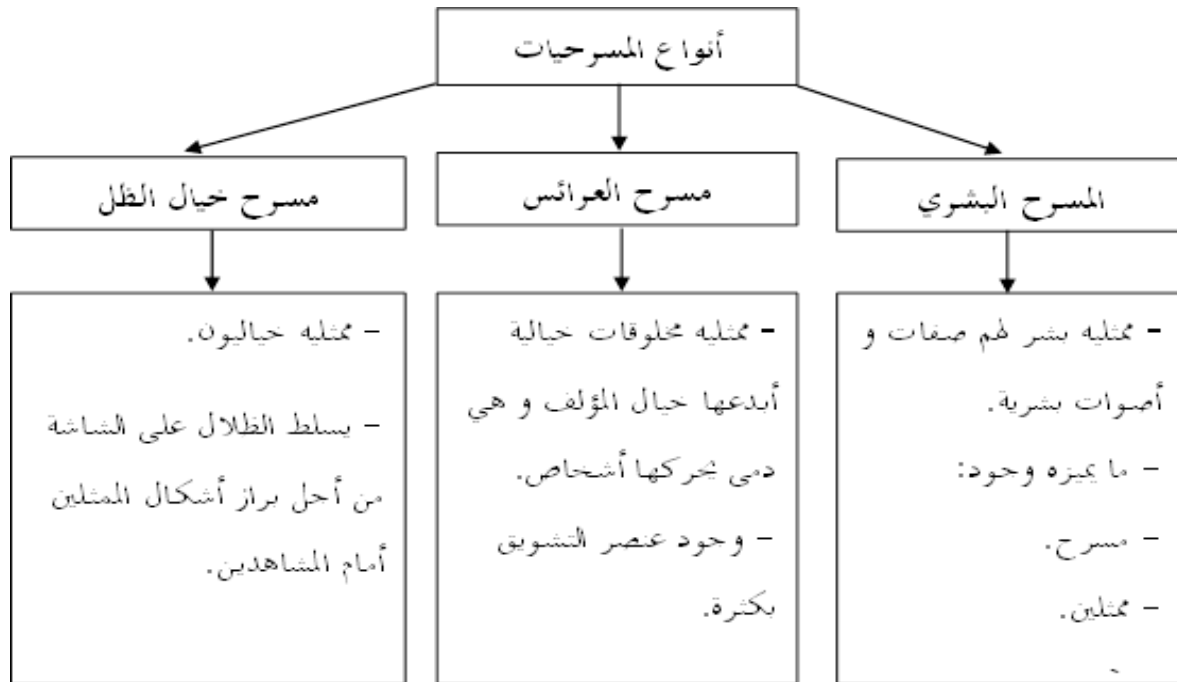 أنواع المسرحيات
المسرح البشري
مسرح العرائس
مسرح خيال الظل
- ممثليه بشر لهم صفات و
أصوات بشرية.
- ما يميزه وجود:
- مسرح.
- ممثلين.
- ممثليه مخلوقات خيالية
أبدعها خيال المؤلف و هي
دمى يحركها أشخاص.
- وجود عنصر التشويق
بكثرة.
- ممثليه خياليون.
- يسلط الظلال على الشاشة
من أحل براز أشكال الممثلين
أمام المشاهدين.